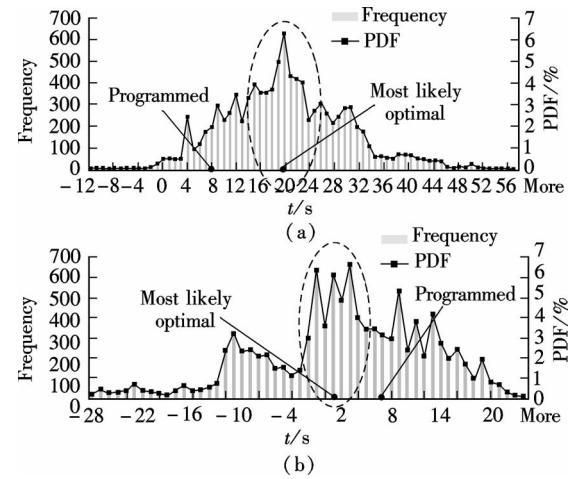 (a)
Frequency
PDF
700
600
500
400
300
200
100
0
Frequency
7
6
5
4
3
2
1
0
PDF/%
Programmed
Most likely
optimal
−12 −8 −4 0 4 8 12 16 20 24 28 32 36 40 44 48 52 56 More
t/s
(a)
Frequency
PDF
700
600
500
400
300
200
100
0
Frequency
7
6
5
4
3
2
1
0
PDF/%
Most likely
optimal
Programmed
−28 −22 −16 −10 −4 2 8 14 20 More
t/s
(b)